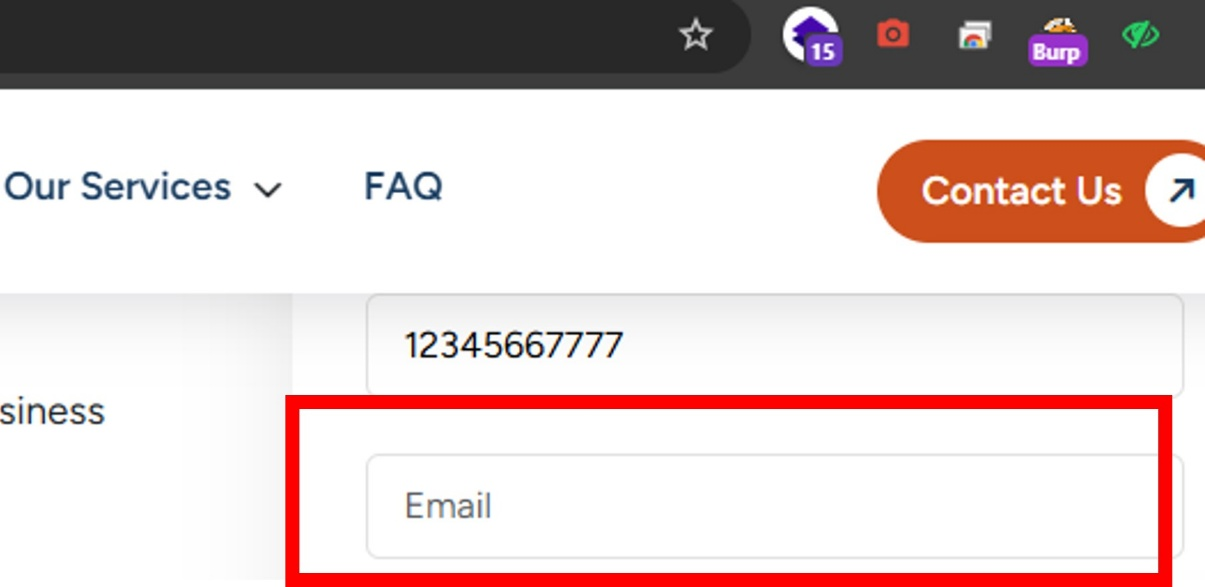 15
Burp
Our Services
FAQ
Contact Us
12345667777
siness
Email